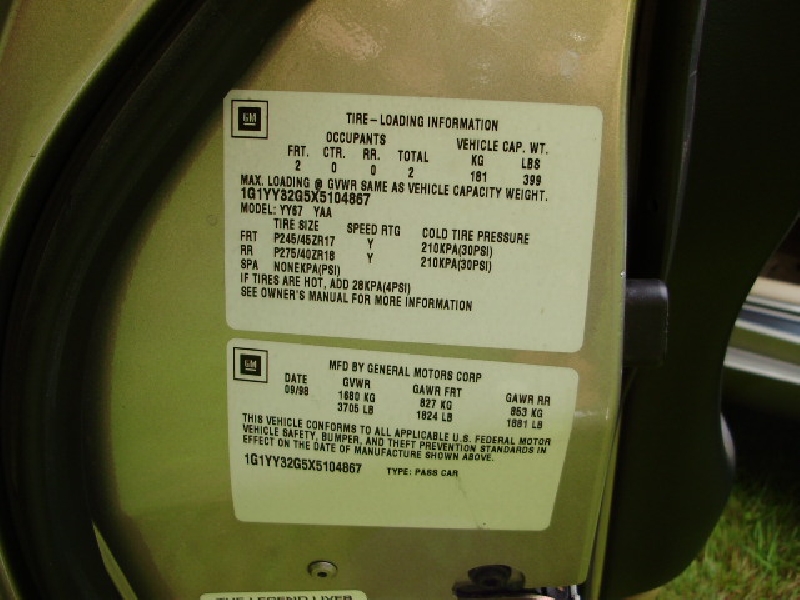 GM
TIRE-LOADING INFORMATION
OCCUPANTS VEHICLE CAP. WT.
FRT. CTR. RR. TOTAL KG LBS
2 0 0 2 181 399
MAX. LOADING @ GVWR SAME AS VEHICLE CAPACITY WEIGHT.
1G1YY32G5X5104867
MODEL: YY67 YAA
TIRE SIZE SPEED RTG COLD TIRE PRESSURE
FRT P245/45ZR17 Y 210KPA(30PSI)
RR P275/40ZR18 Y 210KPA(30PSI)
SPA NONEKPA(PSI)
IF TIRES ARE HOT, ADD 28KPA(4PSI)
SEE OWNER'S MANUAL FOR MORE INFORMATION
GM
MFD BY GENERAL MOTORS CORP
DATE GVWR GAWR FRT GAWR RR
09/98 1680 KG 827 KG 853 KG
3705 LB 1824 LB 1881 LB
THIS VEHICLE CONFORMS TO ALL APPLICABLE U.S. FEDERAL MOTOR
VEHICLE SAFETY, BUMPER, AND THEFT PREVENTION STANDARDS IN
EFFECT ON THE DATE OF MANUFACTURE SHOWN ABOVE.
1G1YY32G5X5104867 TYPE: PASS CAR
THE LEGEND LIVES